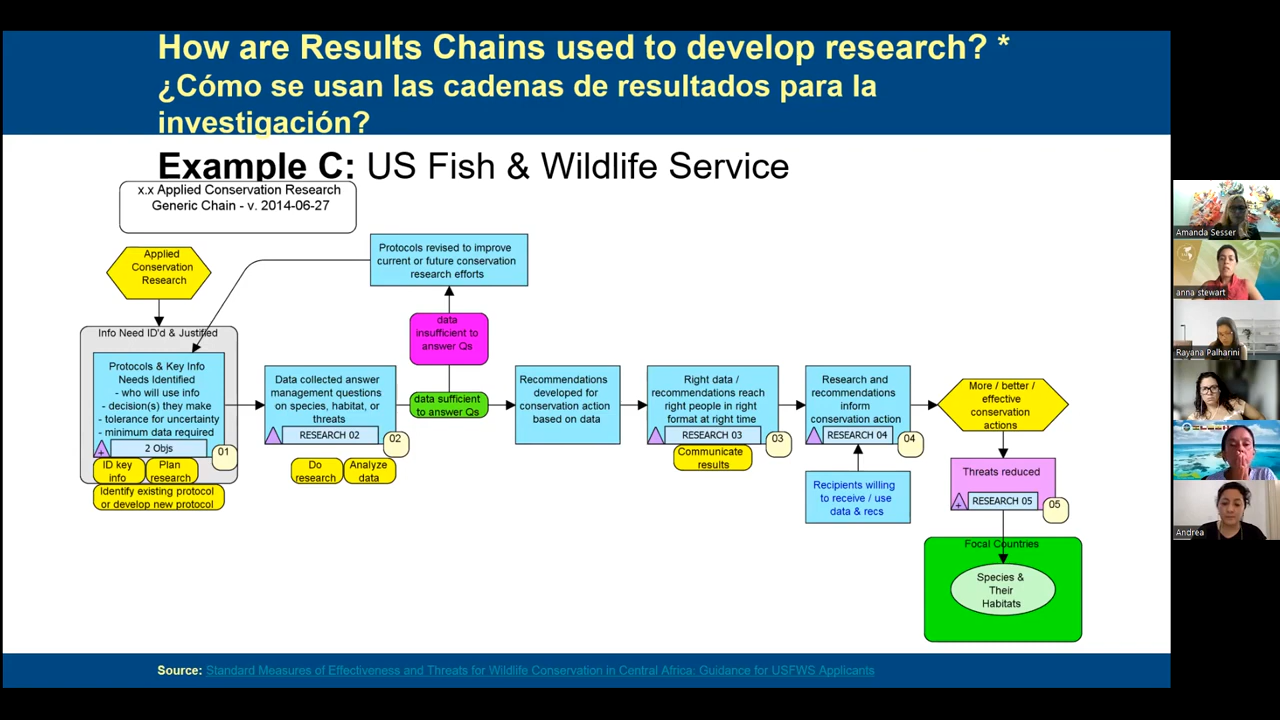 How are Results Chains used to develop research? *
¿Cómo se usan las cadenas de resultados para la
investigación?
Example C: US Fish & Wildlife Service
x.x Applied Conservation Research
Generic Chain - v. 2014-06-27
Applied
Conservation
Research
Protocols revised to improve
current or future conservation
research efforts
data
insufficient to
answer Qs
Info Need ID'd & Justified
Protocols & Key Info
Needs Identified
- who will use info
- decision(s) they make
- tolerance for uncertainty
- minimum data required
2 Objs
01
ID key
info
Plan
research
Identify existing protocol
or develop new protocol
Data collected answer
management questions
on species, habitat, or
threats
RESEARCH 02
02
Do
research
Analyze
data
data sufficient
to answer Qs
Recommendations
developed for
conservation action
based on data
Right data /
recommendations reach
right people in right
format at right time
RESEARCH 03
03
Communicate
results
Research and
recommendations
inform
conservation action
RESEARCH 04
04
Recipients willing
to receive / use
data & recs
More / better /
effective
conservation
actions
Threats reduced
RESEARCH 05
05
Focal Countries
Species &
Their
Habitats
Source: Standard Measures of Effectiveness and Threats for Wildlife Conservation in Central Africa: Guidance for USFWS Applicants
Amanda Sesser
anna stewart
Rayana Palharini
Andrea